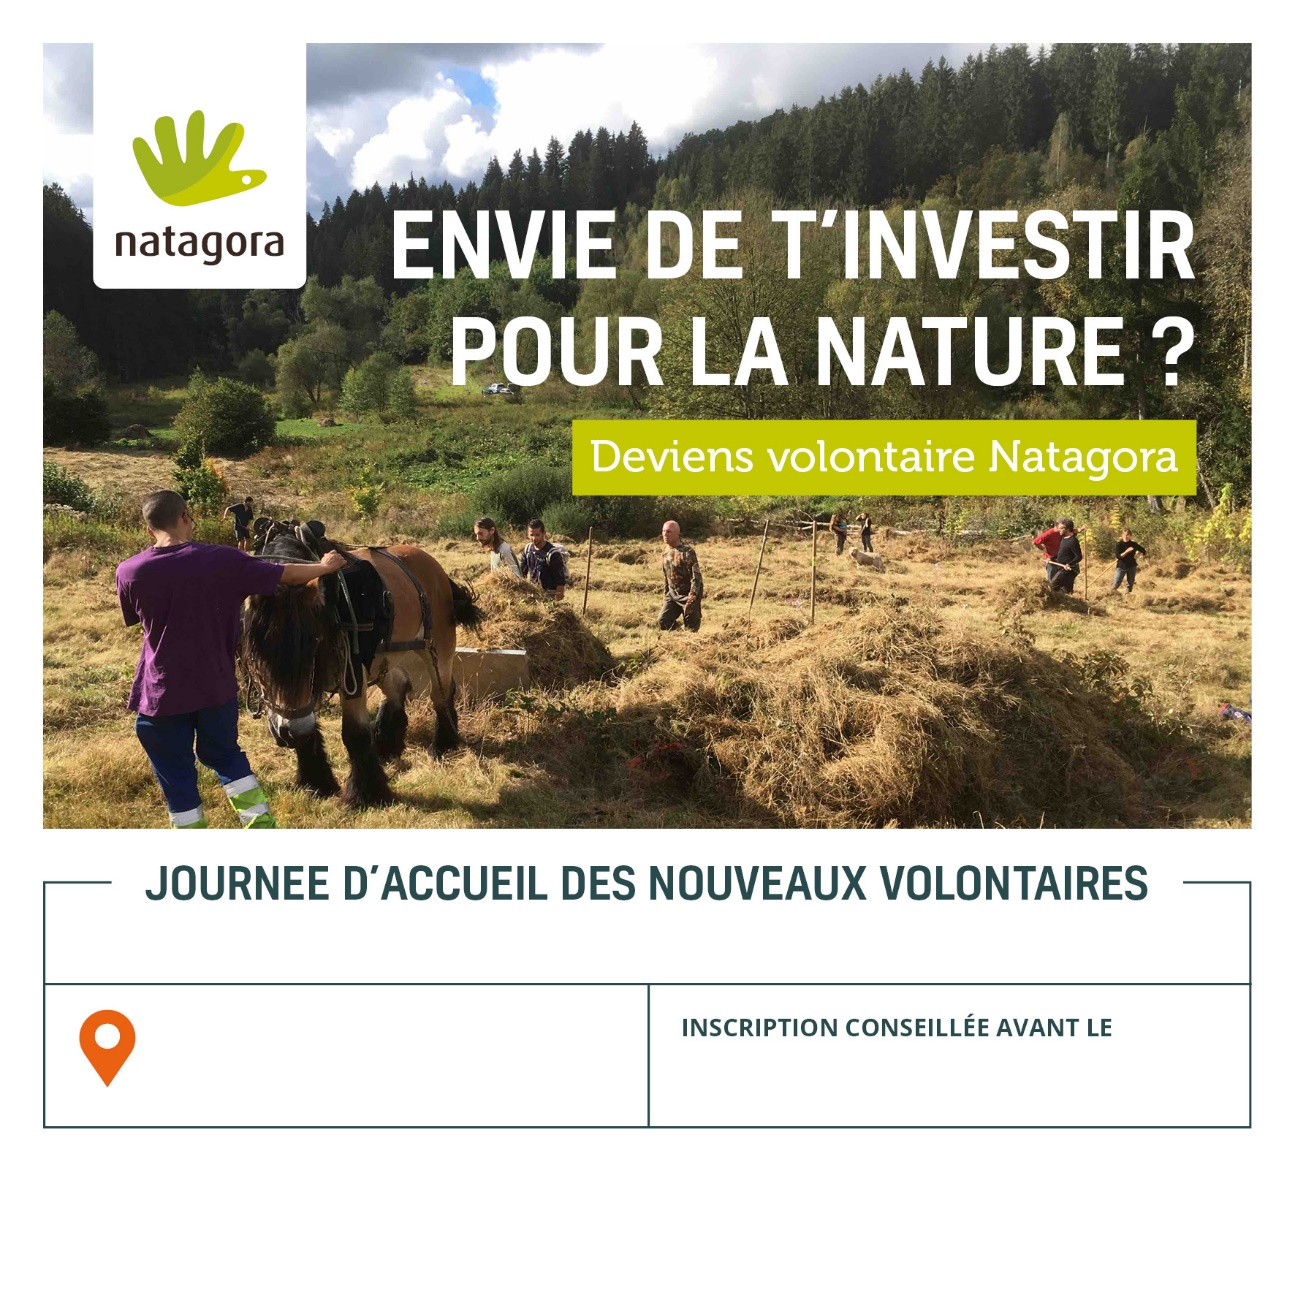 natagora
ENVIE DE T’INVESTIR
POUR LA NATURE ?
Deviens volontaire Natagora
JOURNEE D’ACCUEIL DES NOUVEAUX VOLONTAIRES
INSCRIPTION CONSEILLÉE AVANT LE